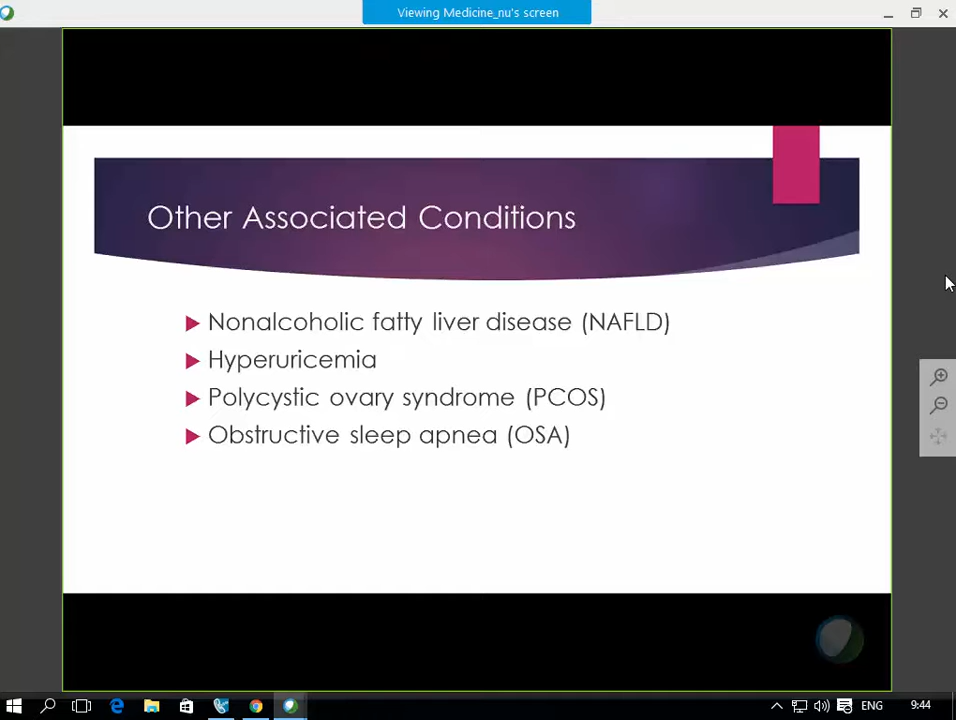 Viewing Medicine_nu's screen
Other Associated Conditions
Nonalcoholic fatty liver disease (NAFLD)
Hyperuricemia
Polycystic ovary syndrome (PCOS)
Obstructive sleep apnea (OSA)
ENG
9:44